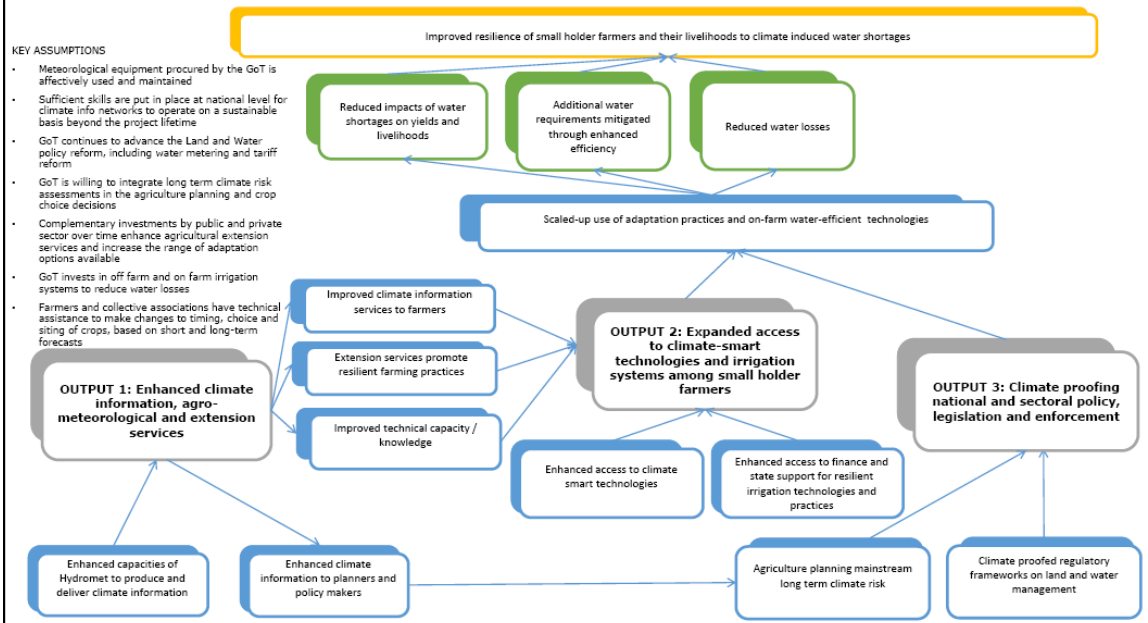 Improved resilience of small holder farmers and their livelihoods to climate induced water shortages
KEY ASSUMPTIONS
• Meteorological equipment procured by the GoT is
affectively used and maintained
• Sufficient skills are put in place at national level for
climate info networks to operate on a sustainable
basis beyond the project lifetime
• GoT continues to advance the Land and Water
policy reform, including water metering and tariff
reform
• GoT is willing to integrate long term climate risk
assessments in the agriculture planning and crop
choice decisions
• Complementary investments by public and private
sector over time enhance agricultural extension
services and increase the range of adaptation
options available
• GoT invests in off farm and on farm irrigation
systems to reduce water losses
• Farmers and collective associations have technical
assistance to make changes to timing, choice and
siting of crops, based on short and long-term
forecasts
Reduced impacts of water
shortages on yields and
livelihoods
Additional water
requirements mitigated
through enhanced
efficiency
Reduced water losses
Scaled-up use of adaptation practices and on-farm water-efficient technologies
Improved climate information
services to farmers
Extension services promote
resilient farming practices
Improved technical capacity /
knowledge
OUTPUT 1: Enhanced climate
information, agro-
meteorological and extension
services
OUTPUT 2: Expanded access
to climate-smart
technologies and irrigation
systems among small holder
farmers
OUTPUT 3: Climate proofing
national and sectoral policy,
legislation and enforcement
Enhanced access to climate
smart technologies
Enhanced access to finance and
state support for resilient
irrigation technologies and
practices
Enhanced capacities of
Hydromet to produce and
deliver climate information
Enhanced climate
information to planners and
policy makers
Agriculture planning mainstream
long term climate risk
Climate proofed regulatory
frameworks on land and water
management